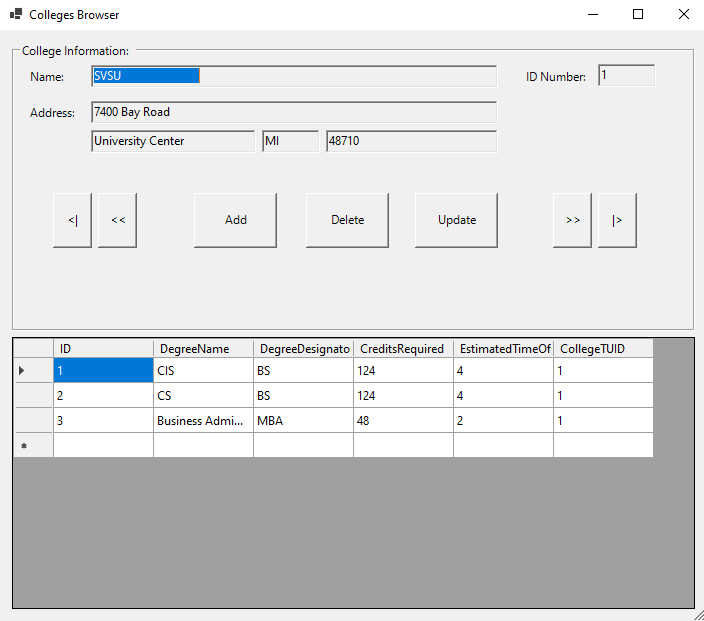 Colleges Browser
College Information:
Name: SVSU ID Number: 1
Address: 7400 Bay Road
University Center MI 48710
<| << Add Delete Update >> |>
ID DegreeName DegreeDesignato CreditsRequired EstimatedTimeOf CollegeTUID
1 CIS BS 124 4 1
2 CS BS 124 4 1
3 Business Admi... MBA 48 2 1
*